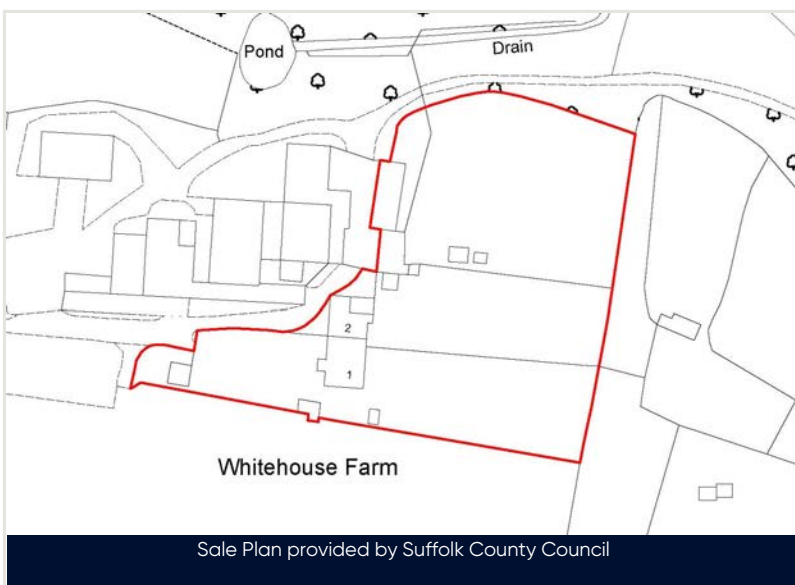 Pond
Drain
2
1
Whitehouse Farm
Sale Plan provided by Suffolk County Council